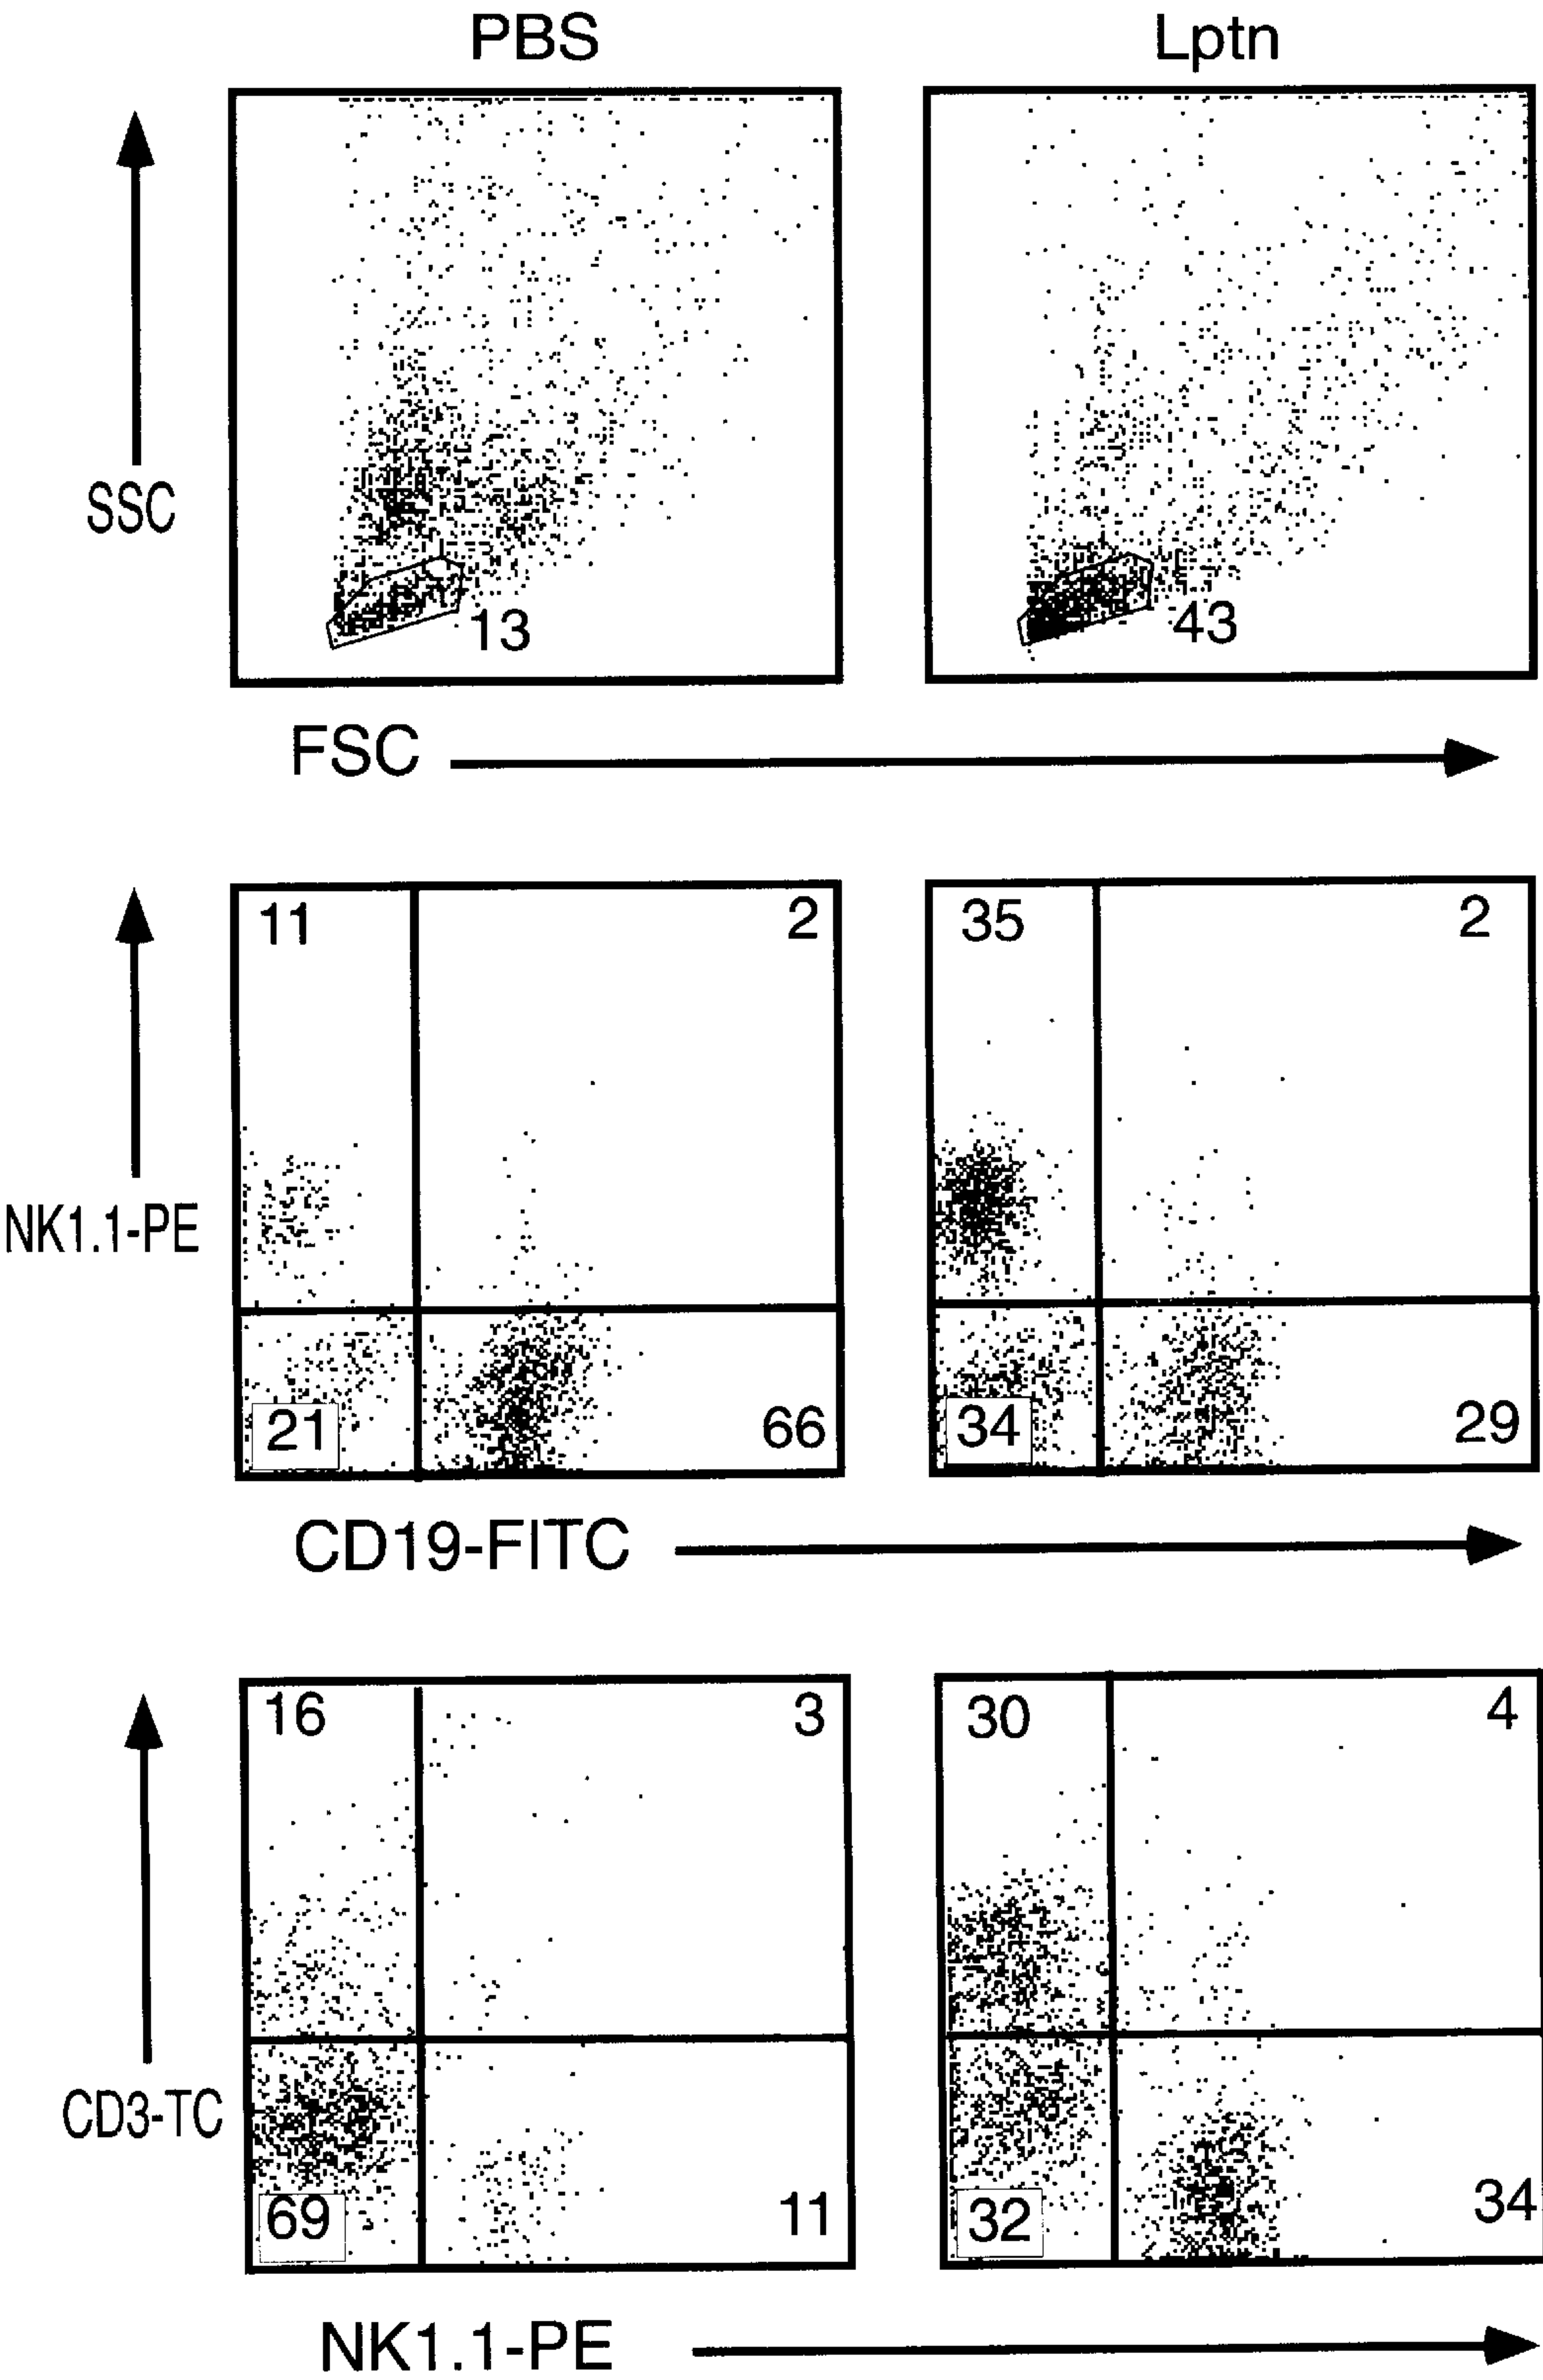 PBS Lptn
SSC
13 43
FSC
11 2 35 2
NK1.1-PE
21 66 34 29
CD19-FITC
16 3 30 4
CD3-TC
69 11 32 34
NK1.1-PE